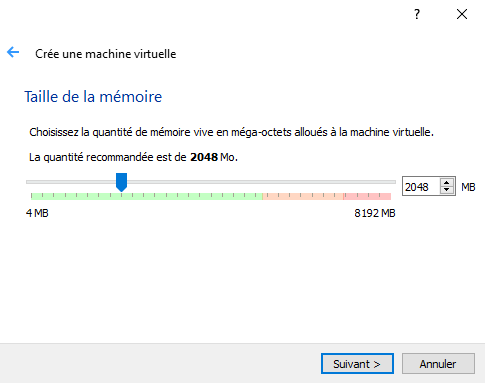 ?
Crée une machine virtuelle
Taille de la mémoire
Choisissez la quantité de mémoire vive en méga-octets alloués à la machine virtuelle.
La quantité recommandée est de 2048 Mo.
2048 MB
4 MB 8192 MB
Suivant > Annuler